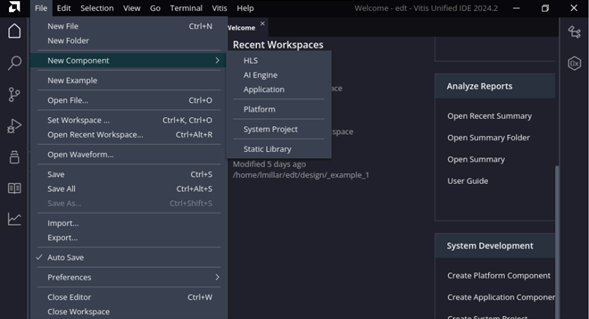 File Edit Selection View Go Terminal Vitis Help
Welcome - edt - Vitis Unified IDE 2024.2
New File Ctrl+N
New Folder
New Component
New Example
Open File... Ctrl+O
Set Workspace ... Ctrl+K, Ctrl+O
Open Recent Workspace... Ctrl+Alt+R
Open Waveform...
Save Ctrl+S
Save All Ctrl+Alt+S
Save As... Ctrl+Shift+S
Import...
Export...
Auto Save
Preferences
Close Editor Ctrl+W
Close Workspace
HLS
AI Engine
Application
Platform
System Project
Static Library
Welcome
Recent Workspaces
Modified 5 days ago
/home/lmillar/edt/design/_example_1
Analyze Reports
Open Recent Summary
Open Summary Folder
Open Summary
User Guide
System Development
Create Platform Component
Create Application Componen
Create System Project